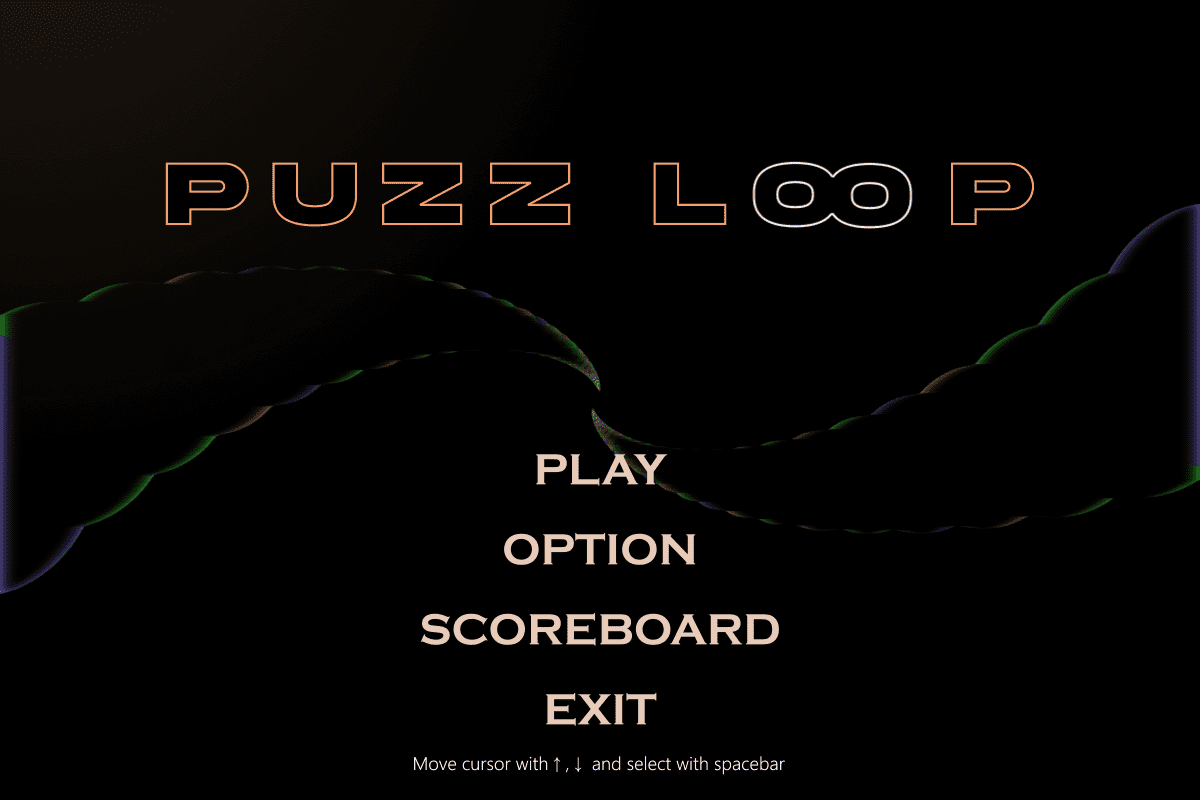 PUZZ LOOP
PLAY
OPTION
SCOREBOARD
EXIT
Move cursor with ↑ , ↓ and select with spacebar